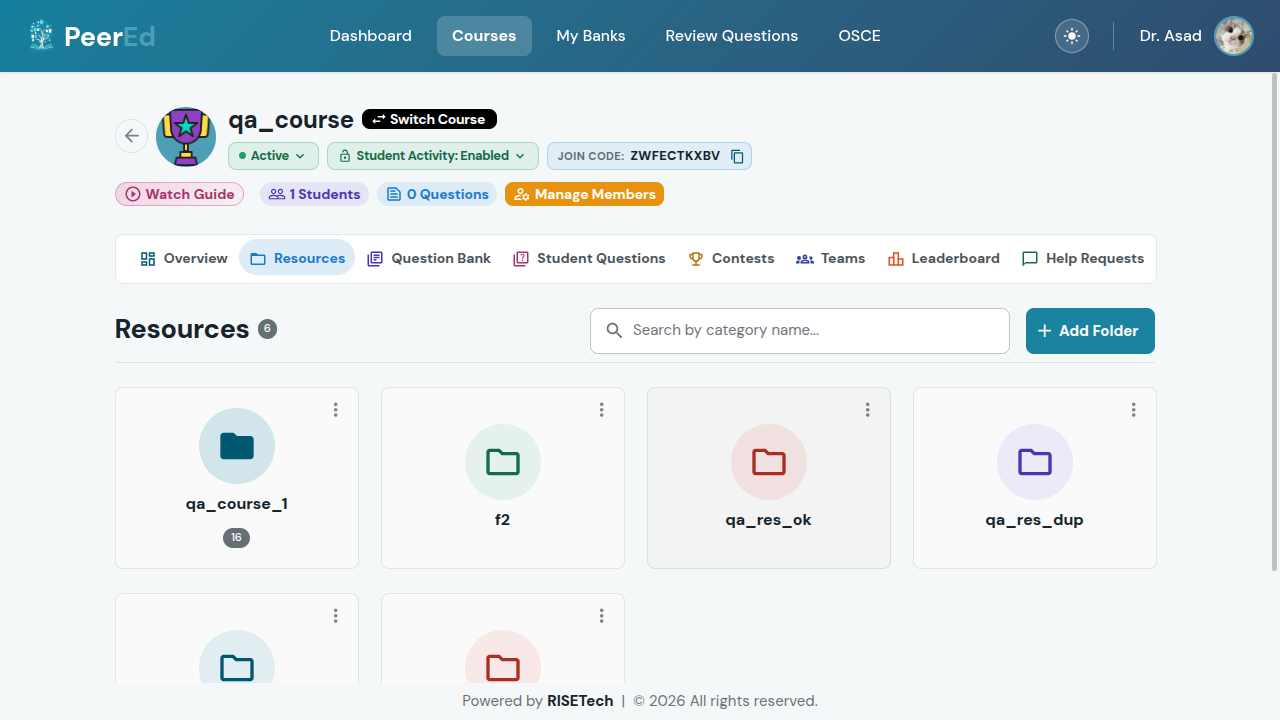 PeerEd
Dashboard
Courses
My Banks
Review Questions
OSCE
Dr. Asad
qa_course
Switch Course
Active
Student Activity: Enabled
JOIN CODE: ZWFECTKXBV
Watch Guide
1 Students
0 Questions
Manage Members
Overview
Resources
Question Bank
Student Questions
Contests
Teams
Leaderboard
Help Requests
Resources 6
Search by category name...
Add Folder
qa_course_1
16
f2
qa_res_ok
qa_res_dup
Powered by RISETech | © 2026 All rights reserved.